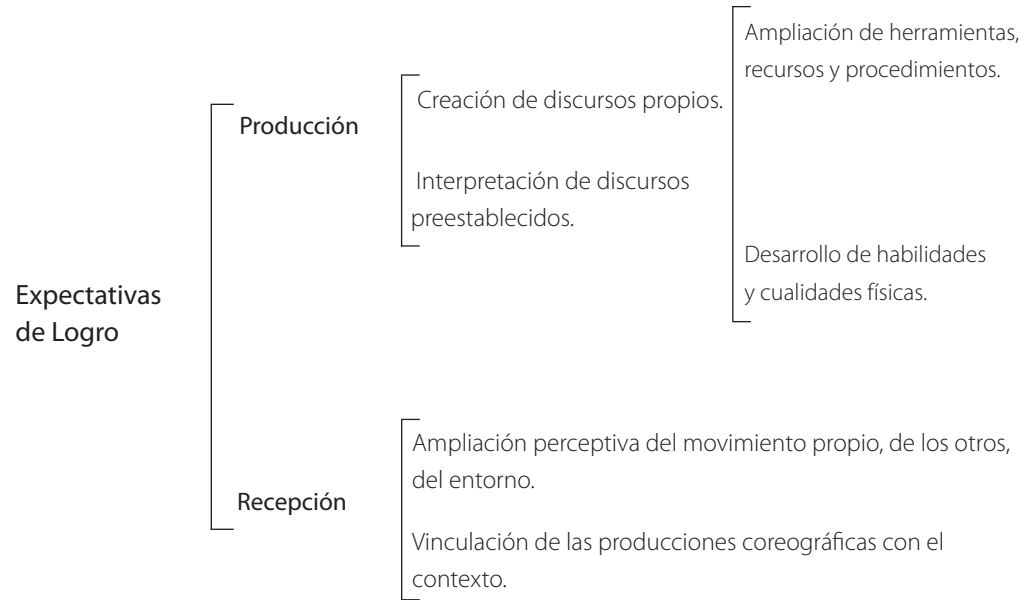 Expectativas
de Logro
Producción
Creación de discursos propios.
Interpretación de discursos
preestablecidos.
Ampliación de herramientas,
recursos y procedimientos.
Desarrollo de habilidades
y cualidades físicas.
Recepción
Ampliación perceptiva del movimiento propio, de los otros,
del entorno.
Vinculación de las producciones coreográficas con el
contexto.